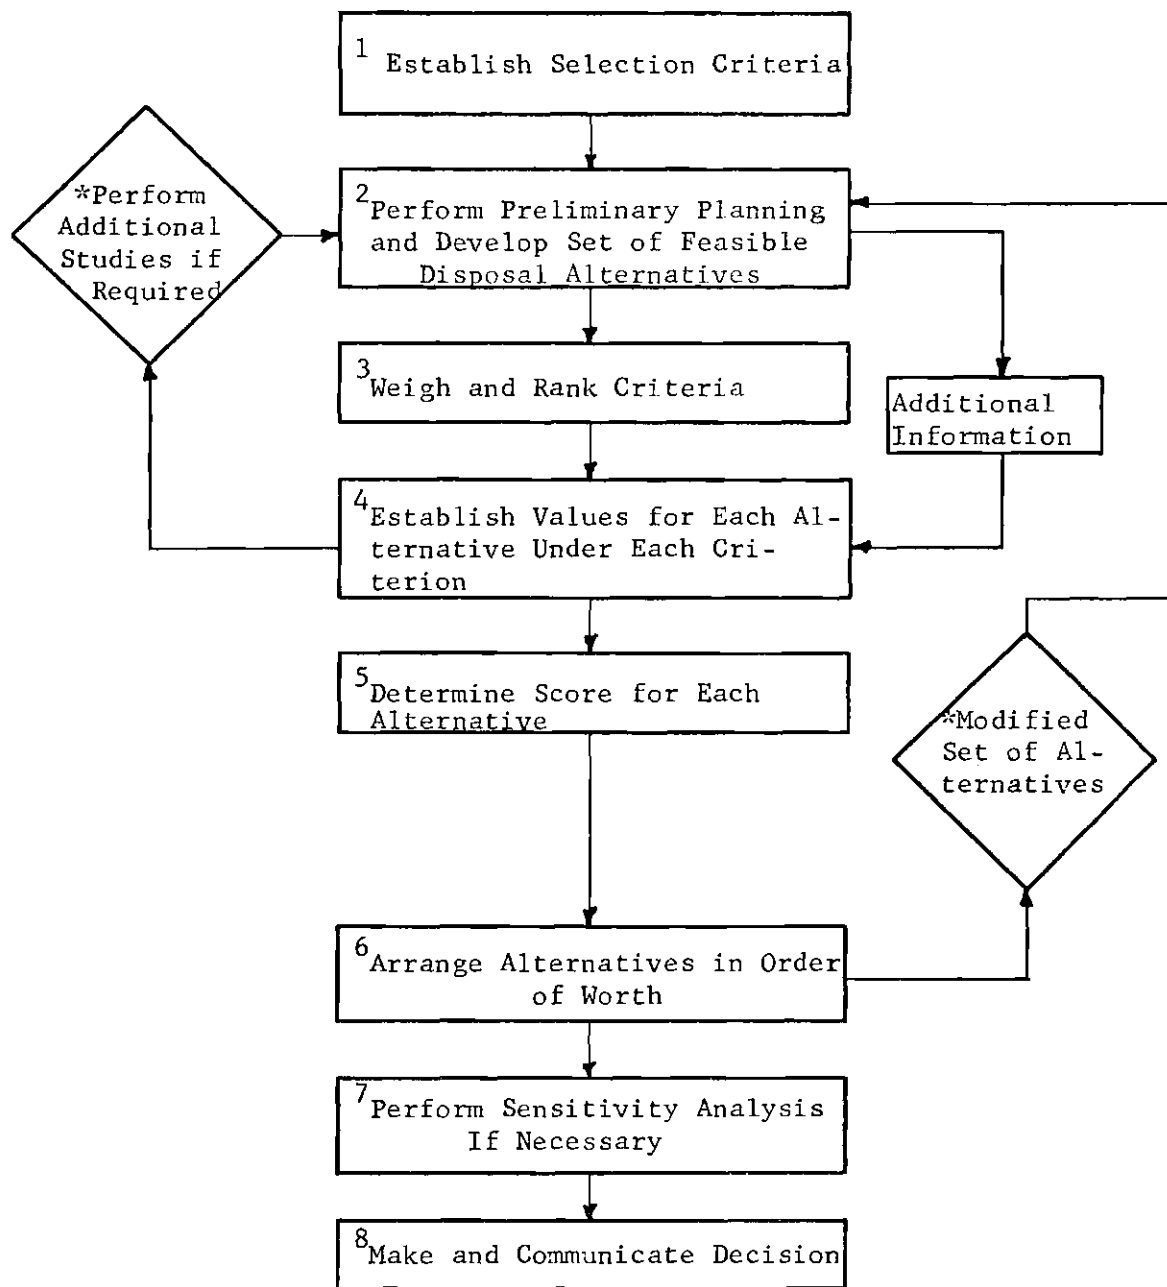 1
Establish Selection Criteria
*Perform
Additional
Studies if
Required
2
Perform Preliminary Planning
and Develop Set of Feasible
Disposal Alternatives
3
Weigh and Rank Criteria
Additional
Information
4
Establish Values for Each Al-
ternative Under Each Cri-
terion
5
Determine Score for Each
Alternative
*Modified
Set of Al-
ternatives
6
Arrange Alternatives in Order
of Worth
7
Perform Sensitivity Analysis
If Necessary
8
Make and Communicate Decision